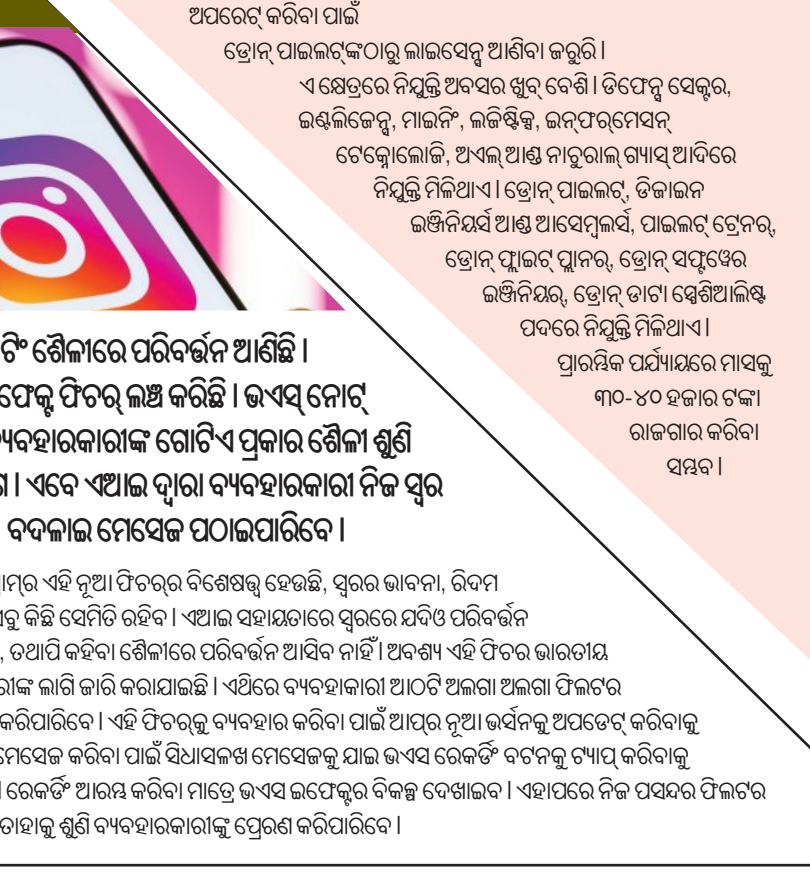 ଅପରେଟ୍ କରିବା ପାଇଁ
ଡ୍ରୋନ୍ ପାଇଲଟ୍‌ଙ୍କଠାରୁ ଲାଇସେନ୍ସ ଆଣିବା ଜରୁରି ।
ଏ କ୍ଷେତ୍ରରେ ନିଯୁକ୍ତି ଅବସର ଖୁବ୍ ବେଶି । ଡିଫେନ୍ସ ସେକ୍ଟର,
ଇଣ୍ଟଲିଜେନ୍ସ, ମାଇନିଂ, ଲଜିଷ୍ଟିକ୍ସ, ଇନ୍‌ଫର୍‌ମେସନ୍
ଟେକ୍ନୋଲୋଜି, ଅଏଲ୍ ଆଣ୍ଡ ନାଚୁରାଲ୍ ଗ୍ୟାସ୍ ଆଦିରେ
ନିଯୁକ୍ତି ମିଳିଥାଏ । ଡ୍ରୋନ୍ ପାଇଲଟ୍, ଡିଜାଇନ
ଇଞ୍ଜିନିୟର୍ସ ଆଣ୍ଡ ଆସେମ୍ବଲର୍ସ, ପାଇଲଟ୍ ଟ୍ରେନର୍,
ଡ୍ରୋନ୍ ଫ୍ଲାଇଟ୍ ପ୍ଲାନର୍, ଡ୍ରୋନ୍ ସଫ୍ଟୱେର
ଇଞ୍ଜିନିୟର୍, ଡ୍ରୋନ୍ ଡାଟା ସ୍ପେଶିଆଲିଷ୍ଟ
ପଦରେ ନିଯୁକ୍ତି ମିଳିଥାଏ ।
ପ୍ରାରମ୍ଭିକ ପର୍ଯ୍ୟାୟରେ ମାସକୁ
୩୦-୪୦ ହଜାର ଟଙ୍କା
ରାଜଗାର କରିବା
ସମ୍ଭବ ।
ଶୈଳୀରେ ପରିବର୍ତ୍ତନ ଆଣିଛି ।
ଫିଚର୍ ଲଞ୍ଚ କରିଛି । ଭଏସ୍ ନୋଟ୍
ବ୍ୟବହାରକାରୀଙ୍କ ଗୋଟିଏ ପ୍ରକାର ଶୈଳୀ ଶୁଣି
। ଏବେ ଏଆଇ ଦ୍ୱାରା ବ୍ୟବହାରକାରୀ ନିଜ ସ୍ୱର
ବଦଳାଇ ମେସେଜ ପଠାଇପାରିବେ ।
ଏହି ନୂଆ ଫିଚର୍‌ର ବିଶେଷତ୍ୱ ହେଉଛି, ସ୍ୱରର ଭାବନା, ରିଦମ
କିଛି ସେମିତି ରହିବ । ଏଆଇ ସହାୟତାରେ ସ୍ୱରରେ ଯଦିଓ ପରିବର୍ତ୍ତନ
, ତଥାପି କହିବା ଶୈଳୀରେ ପରିବର୍ତ୍ତନ ଆସିବ ନାହିଁ । ଅବଶ୍ୟ ଏହି ଫିଚର ଭାରତୀୟ
ଲାଗି ଜାରି କରାଯାଇଛି । ଏଥିରେ ବ୍ୟବହାକାରୀ ଆଠଟି ଅଲଗା ଅଲଗା ଫିଲଟର
କରିପାରିବେ । ଏହି ଫିଚର୍‌କୁ ବ୍ୟବହାର କରିବା ପାଇଁ ଆପ୍‌ର ନୂଆ ଭର୍ସନକୁ ଅପଡେଟ୍ କରିବାକୁ
ମେସେଜ କରିବା ପାଇଁ ସିଧାସଳଖ ମେସେଜକୁ ଯାଇ ଭଏସ ରେକର୍ଡିଂ ବଟନକୁ ଟ୍ୟାପ୍ କରିବାକୁ
। ରେକର୍ଡିଂ ଆରମ୍ଭ କରିବା ମାତ୍ରେ ଭଏସ ଇଫେକ୍ଟର ବିକଳ୍ପ ଦେଖାଇବ । ଏହାପରେ ନିଜ ପସନ୍ଦର ଫିଲଟର
ତାହାକୁ ଶୁଣି ବ୍ୟବହାରକାରୀଙ୍କୁ ପ୍ରେରଣ କରିପାରିବେ ।